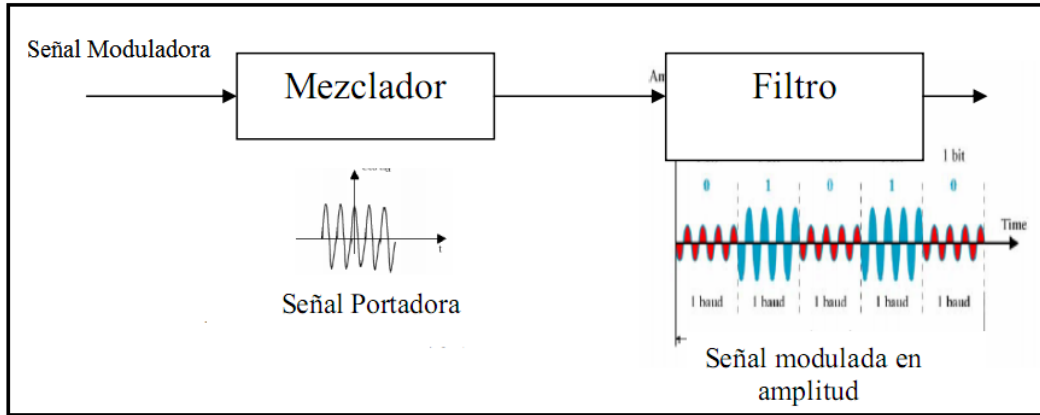 Señal Moduladora
Mezclador
Filtro
1 bit
0 1 0 1 0
Time
t
1 baud 1 baud 1 baud 1 baud 1 baud
Señal Portadora
Señal modulada en
amplitud